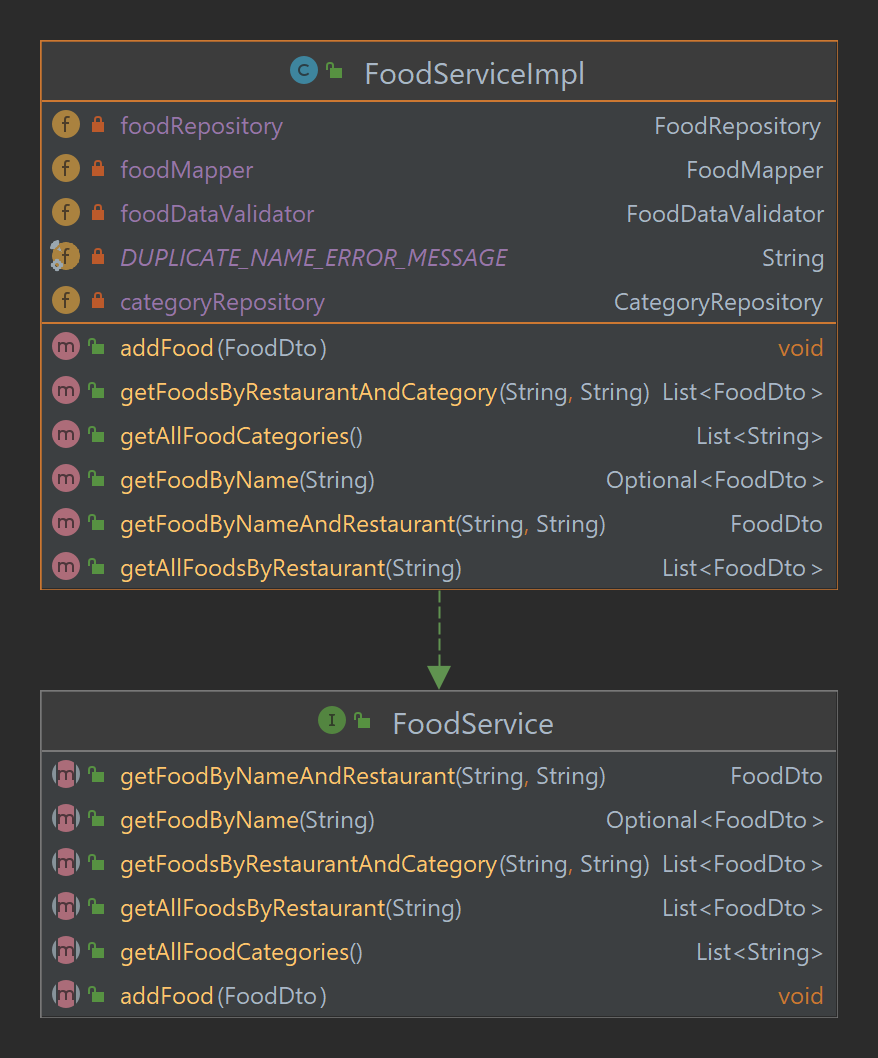 C FoodServiceImpl
f foodRepository FoodRepository
f foodMapper FoodMapper
f foodDataValidator FoodDataValidator
f DUPLICATE_NAME_ERROR_MESSAGE String
f categoryRepository CategoryRepository
m addFood(FoodDto) void
m getFoodsByRestaurantAndCategory(String, String) List<FoodDto>
m getAllFoodCategories() List<String>
m getFoodByName(String) Optional<FoodDto>
m getFoodByNameAndRestaurant(String, String) FoodDto
m getAllFoodsByRestaurant(String) List<FoodDto>
I FoodService
m getFoodByNameAndRestaurant(String, String) FoodDto
m getFoodByName(String) Optional<FoodDto>
m getFoodsByRestaurantAndCategory(String, String) List<FoodDto>
m getAllFoodsByRestaurant(String) List<FoodDto>
m getAllFoodCategories() List<String>
m addFood(FoodDto) void